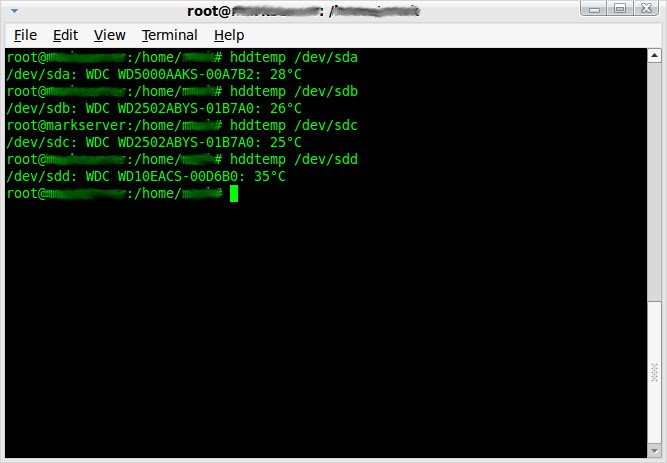 root@: /
File Edit View Terminal Help
root@:/home/# hddtemp /dev/sda
/dev/sda: WDC WD5000AAKS-00A7B2: 28°C
root@:/home/# hddtemp /dev/sdb
/dev/sdb: WDC WD2502ABYS-01B7A0: 26°C
root@markserver:/home/# hddtemp /dev/sdc
/dev/sdc: WDC WD2502ABYS-01B7A0: 25°C
root@:/home/# hddtemp /dev/sdd
/dev/sdd: WDC WD10EACS-00D6B0: 35°C
root@:/home/#